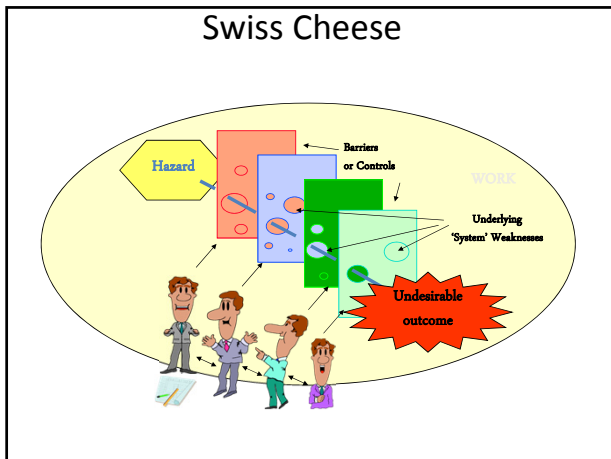 Swiss Cheese
Hazard
Barriers
or Controls
WORK
Underlying
'System' Weaknesses
Undesirable
outcome